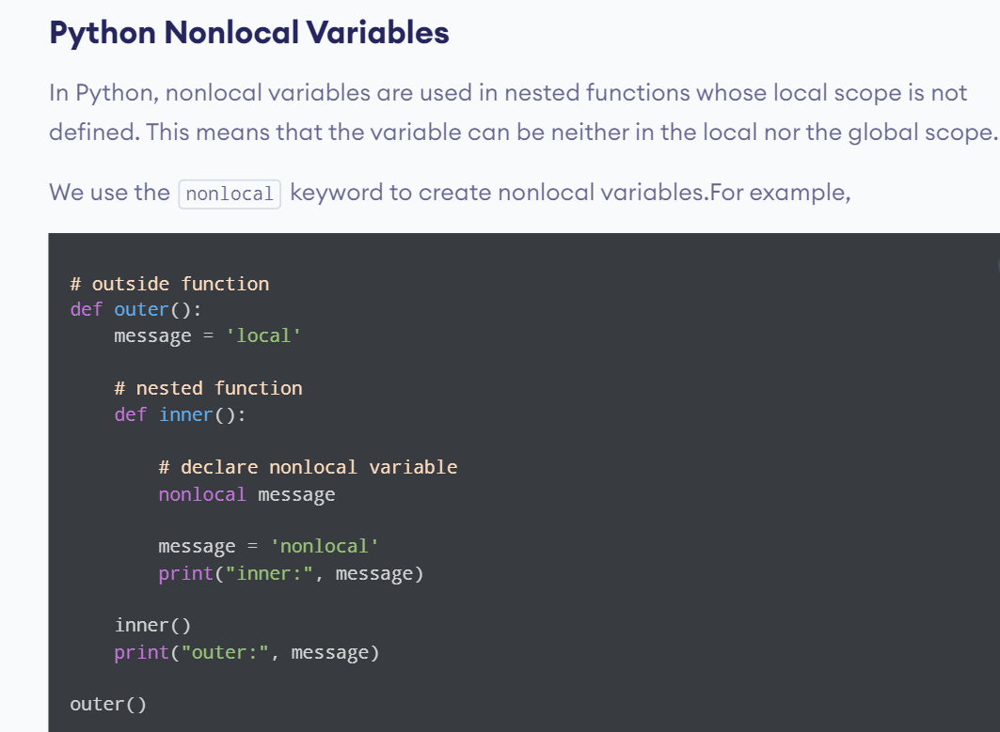 Python Nonlocal Variables
In Python, nonlocal variables are used in nested functions whose local scope is not
defined. This means that the variable can be neither in the local nor the global scope.
We use the nonlocal keyword to create nonlocal variables.For example,
# outside function
def outer():
    message = 'local'
    # nested function
    def inner():
        # declare nonlocal variable
        nonlocal message
        message = 'nonlocal'
        print("inner:", message)
    inner()
    print("outer:", message)
outer()